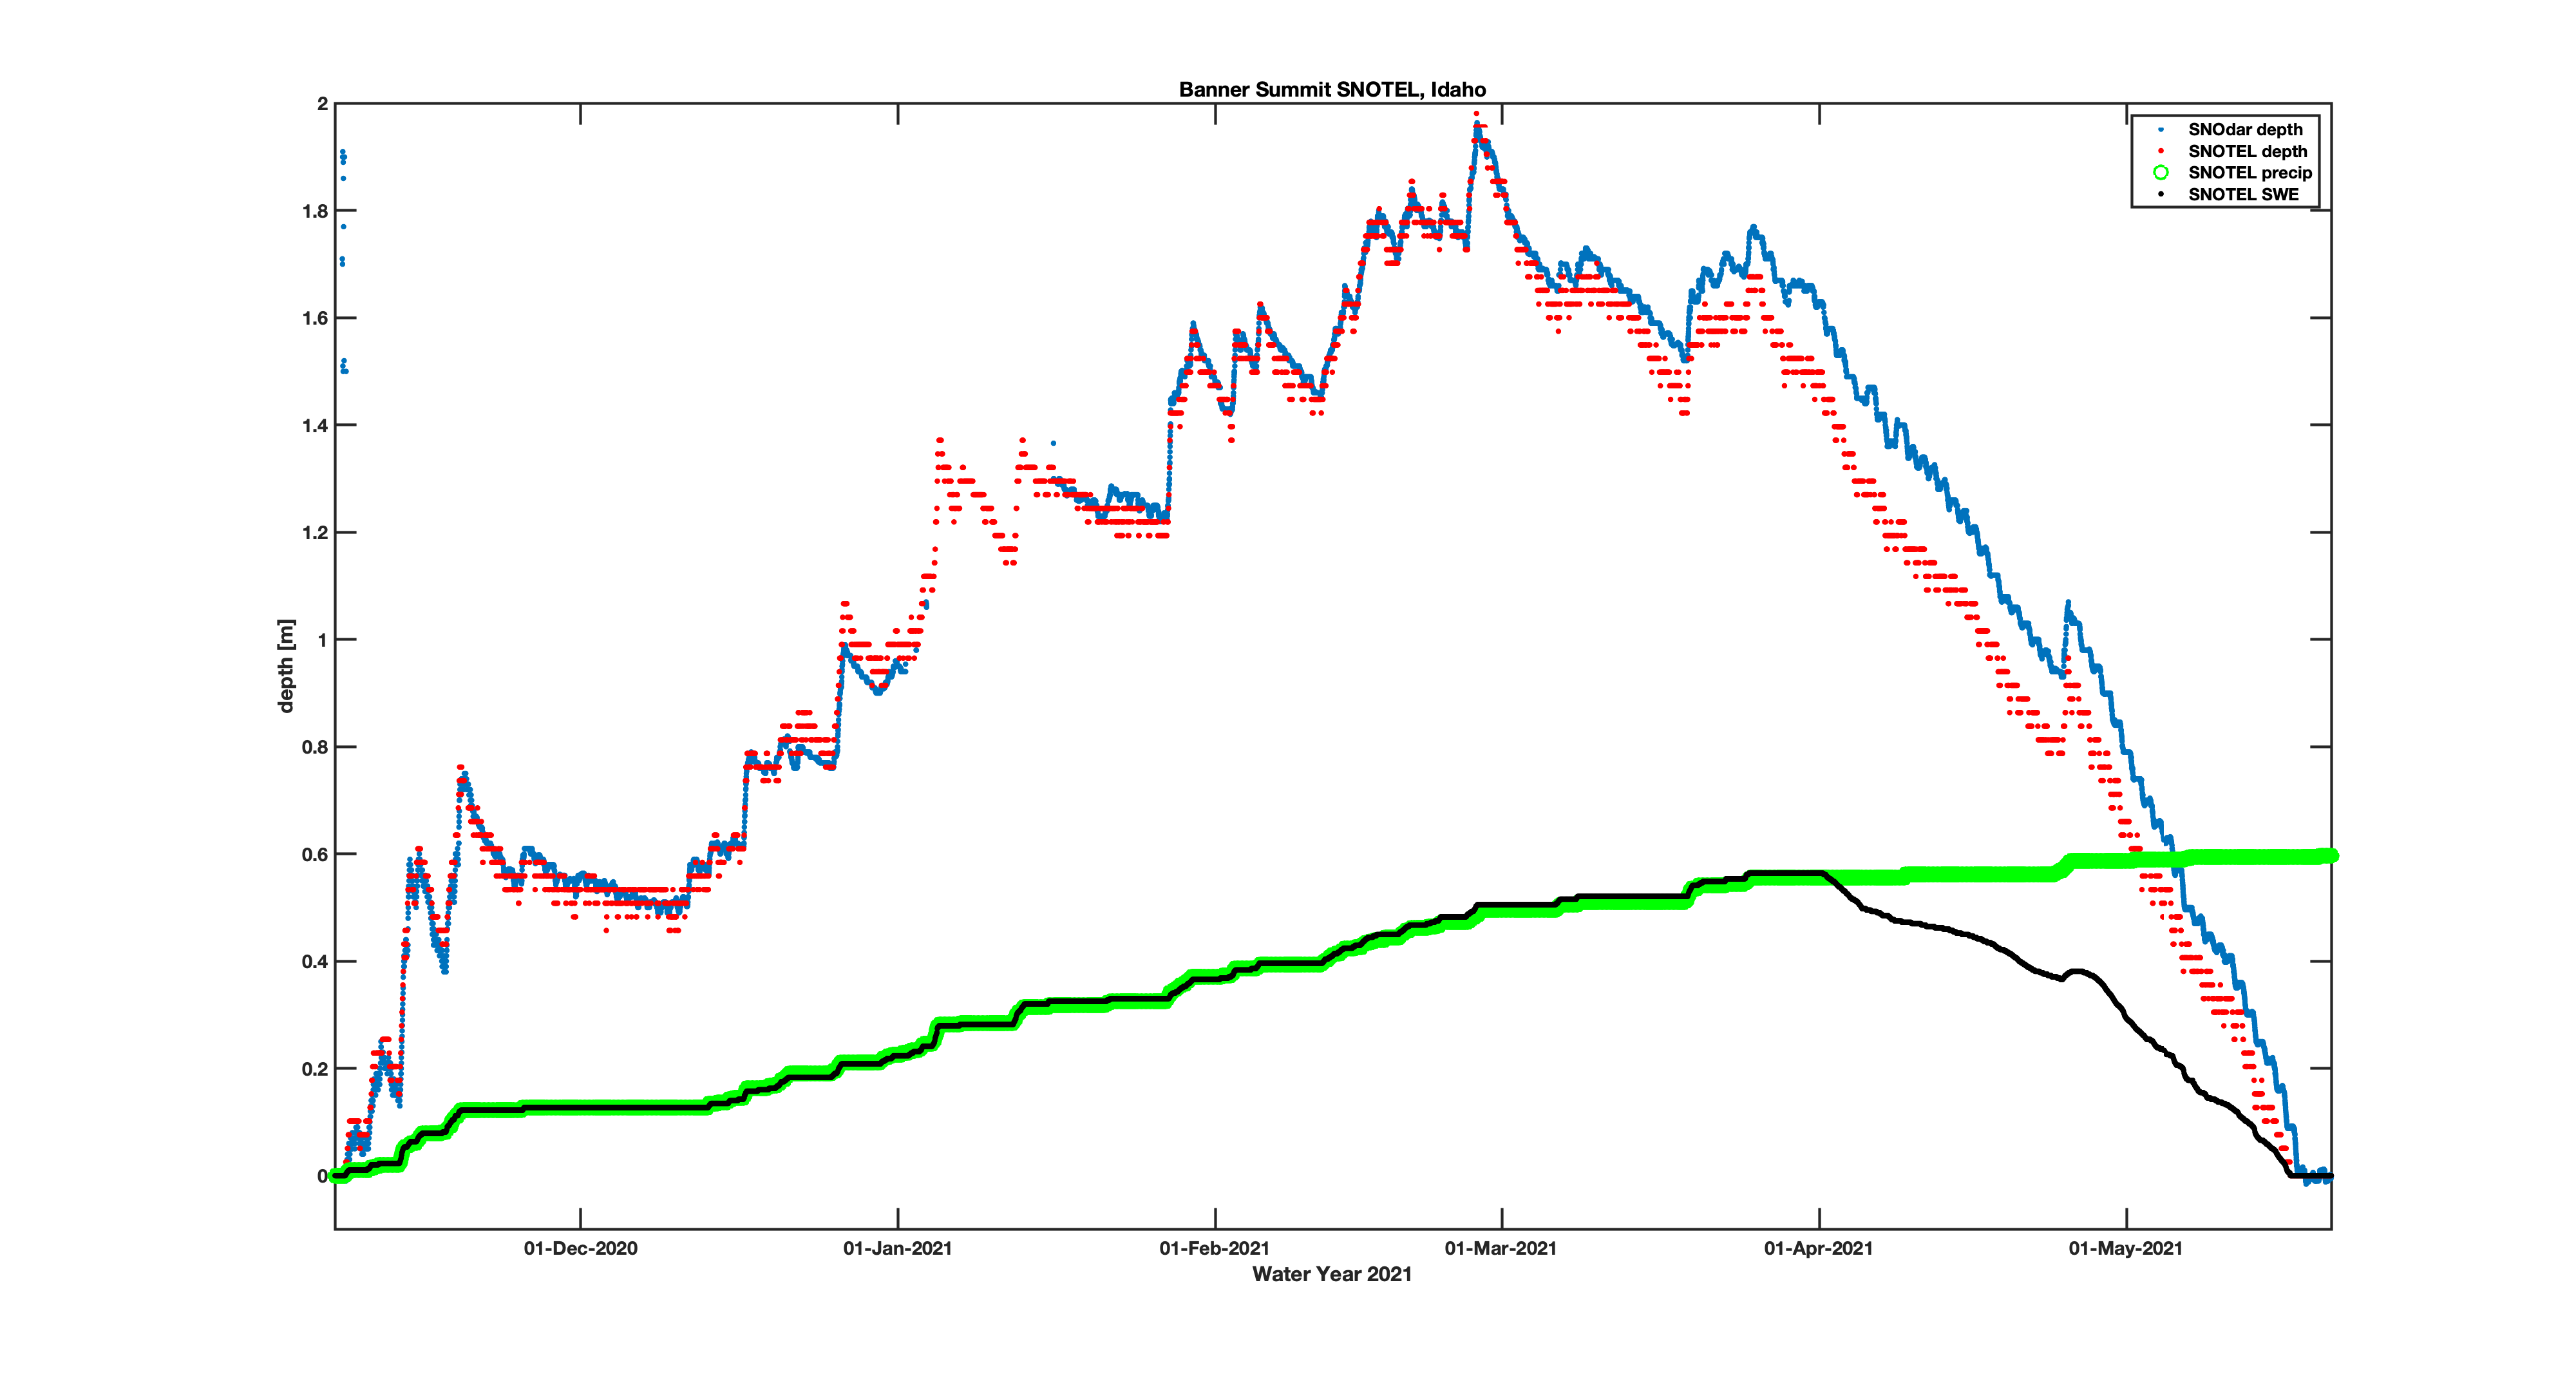 Banner Summit SNOTEL, Idaho
SNOdar depth
SNOTEL depth
SNOTEL precip
SNOTEL SWE
2
1.8
1.6
1.4
1.2
1
0.8
0.6
0.4
0.2
0
depth [m]
01-Dec-2020 01-Jan-2021 01-Feb-2021 01-Mar-2021 01-Apr-2021 01-May-2021
Water Year 2021